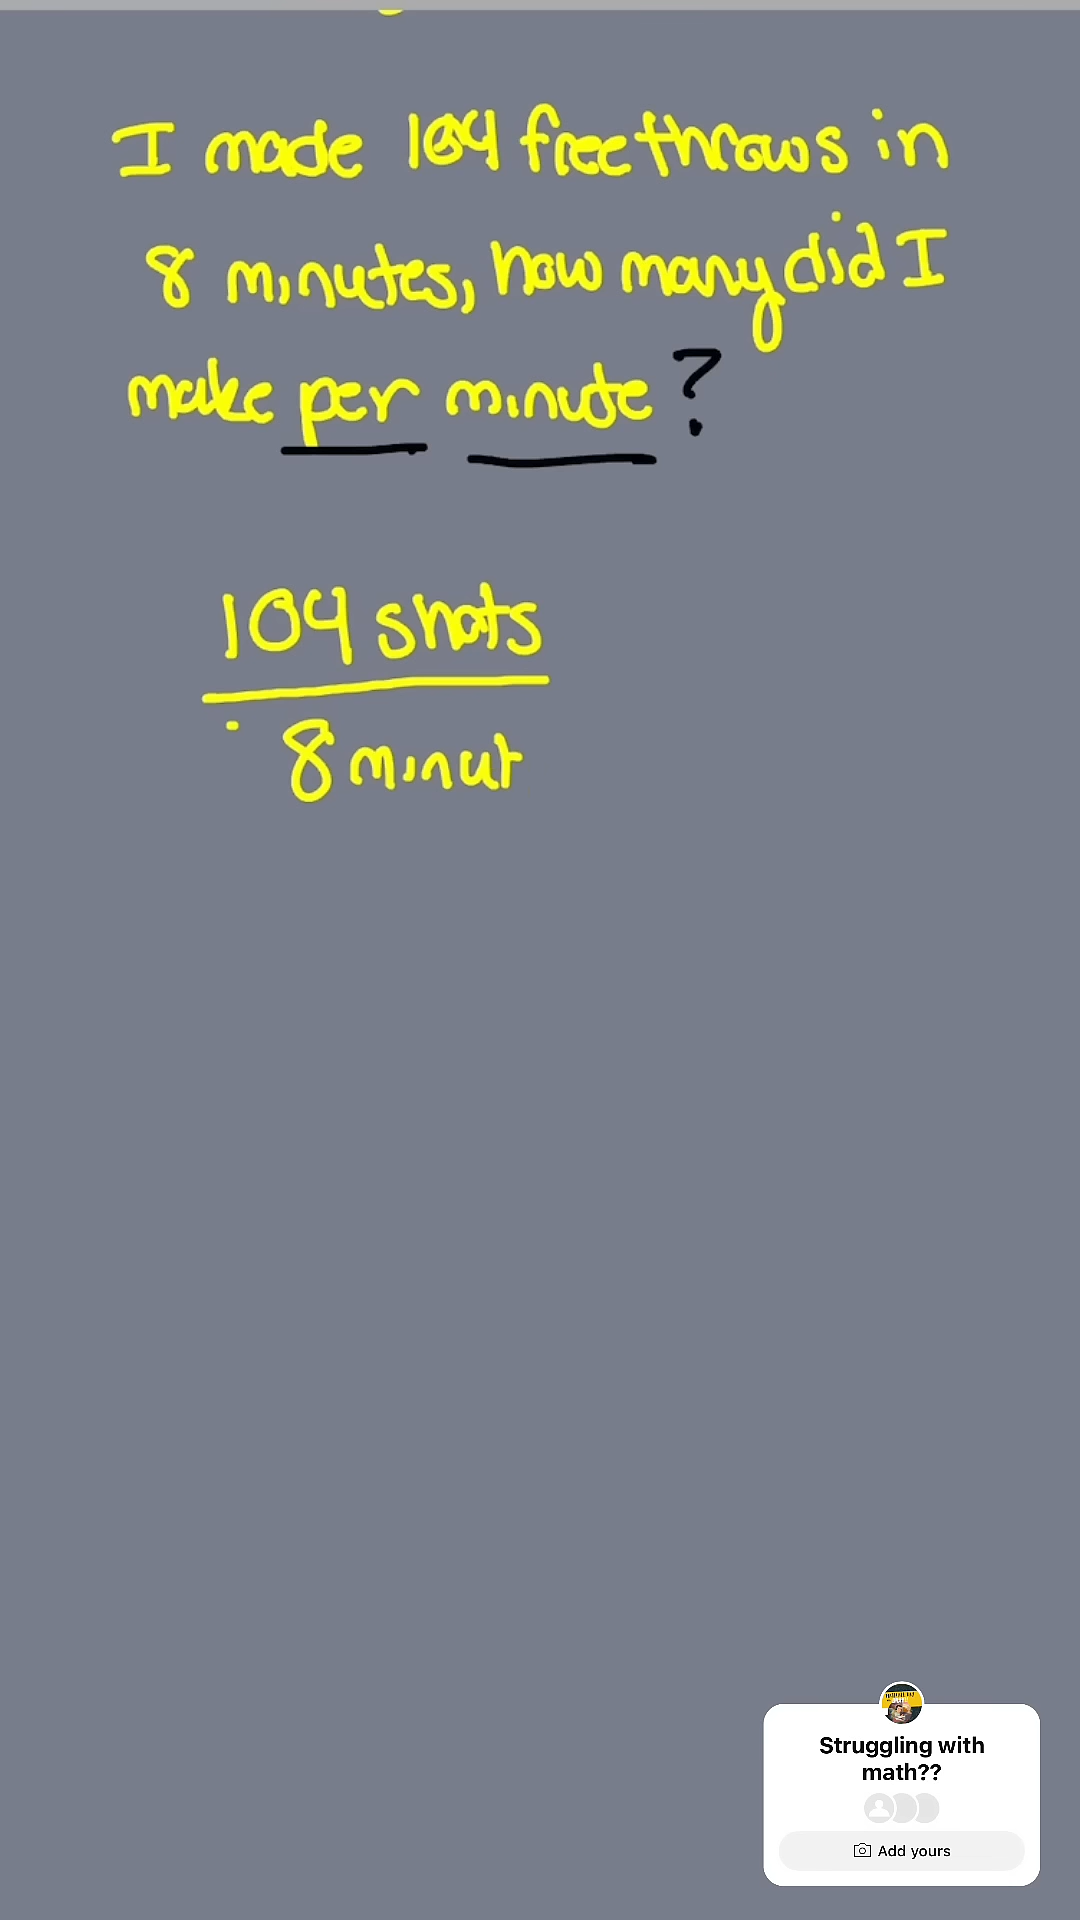 I made 104 free throws in
8 minutes, how many did I
make per minute?
104 shots
8 minut
Struggling with
math??
Add yours